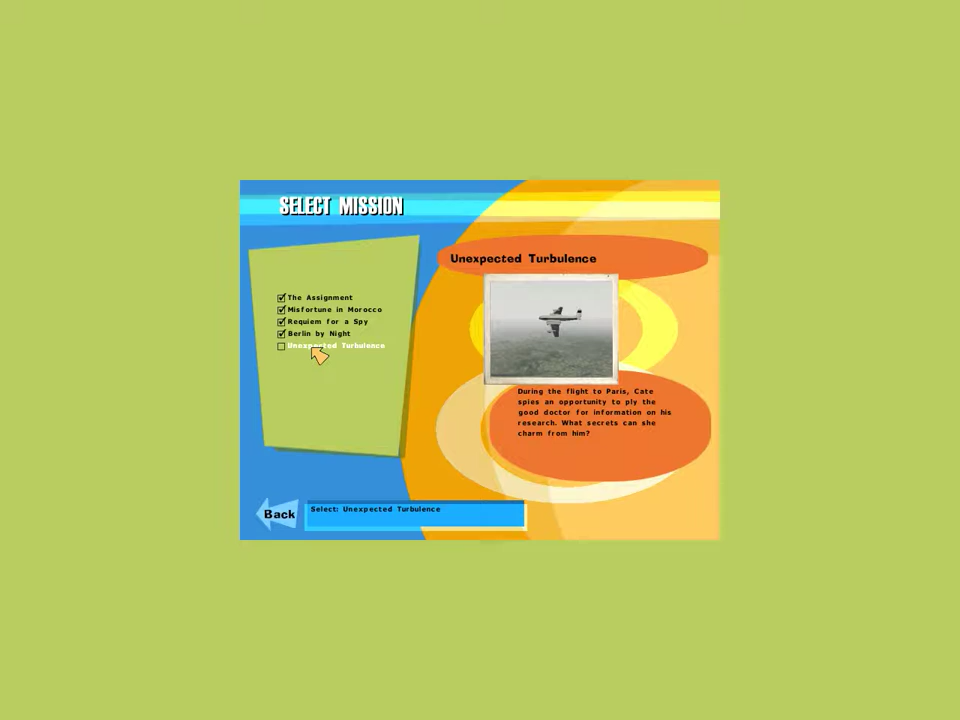 SELECT MISSION
The Assignment
Misfortune in Morocco
Requiem for a Spy
Berlin by Night
Unexpected Turbulence
Unexpected Turbulence
During the flight to Paris, Cate
spies an opportunity to ply the
good doctor for information on his
research. What secrets can she
charm from him?
Back
Select: Unexpected Turbulence